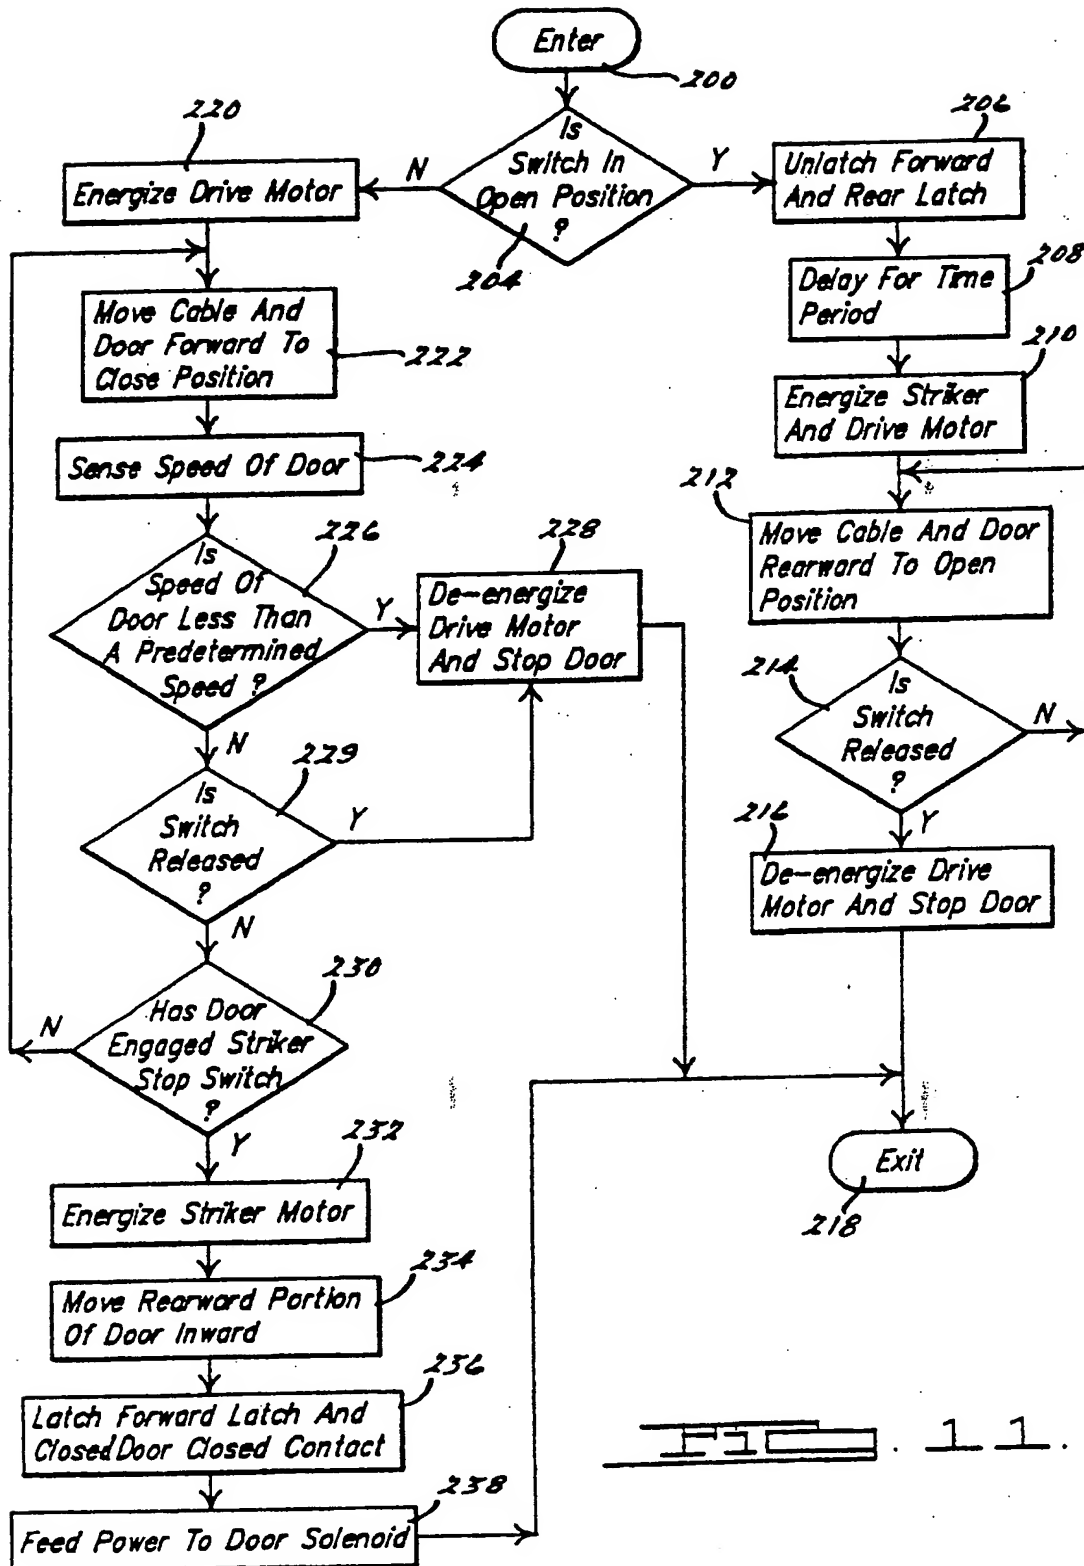 Enter
200
Is
Switch In
Open Position
?
204
N
Y
220
Energize Drive Motor
Move Cable And
Door Forward To
Close Position
222
Sense Speed Of Door
224
Is
Speed Of
Door Less Than
A Predetermined
Speed ?
226
Y
N
228
De-energize
Drive Motor
And Stop Door
229
Is
Switch
Released
?
Y
N
230
Has Door
Engaged Striker
Stop Switch
?
N
Y
232
Energize Striker Motor
234
Move Rearward Portion
Of Door Inward
236
Latch Forward Latch And
Closed Door Closed Contact
238
Feed Power To Door Solenoid
206
Unlatch Forward
And Rear Latch
208
Delay For Time
Period
210
Energize Striker
And Drive Motor
212
Move Cable And Door
Rearward To Open
Position
214
Is
Switch
Released
?
N
Y
216
De-energize Drive
Motor And Stop Door
Exit
218
FIG. 11.